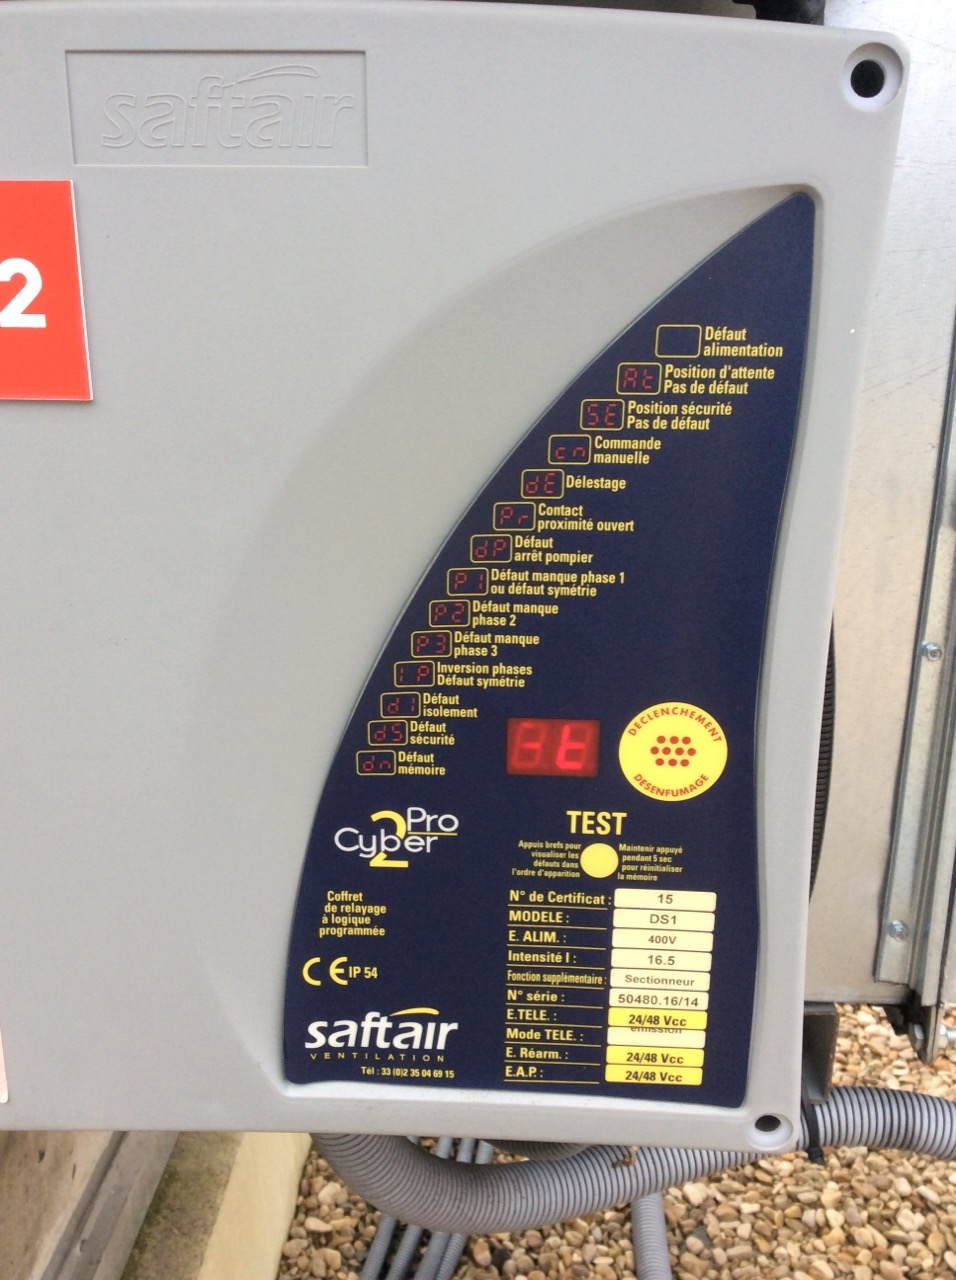 saftair
2
Défaut
alimentation
At Position d'attente
Pas de défaut
SE Position sécurité
Pas de défaut
cn Commande
manuelle
dE Délestage
Pr Contact
proximité ouvert
dP Défaut
arrêt pompier
P1 Défaut manque phase 1
ou défaut symétrie
P2 Défaut manque
phase 2
P3 Défaut manque
phase 3
IP Inversion phases
Défaut symétrie
d1 Défaut
isolement
dS Défaut
sécurité
dn Défaut
mémoire
DECLENCHEMENT
DESENFUMAGE
Cyber 2 Pro
TEST
Appuis brefs pour
visualiser les
défauts dans
l'ordre d'apparition
Maintenir appuyé
pendant 5 sec
pour réinitialiser
la mémoire
Coffret
de relayage
à logique
programmée
CE IP 54
N° de Certificat : 15
MODELE : DS1
E. ALIM. : 400V
Intensité I : 16.5
Fonction supplémentaire : Sectionneur
N° série : 50480.16/14
E.TELE. : 24/48 Vcc
Mode TELE. : emission
E. Réarm. : 24/48 Vcc
E.A.P. : 24/48 Vcc
saftair
VENTILATION
Tél : 33 (0)2 35 04 69 15